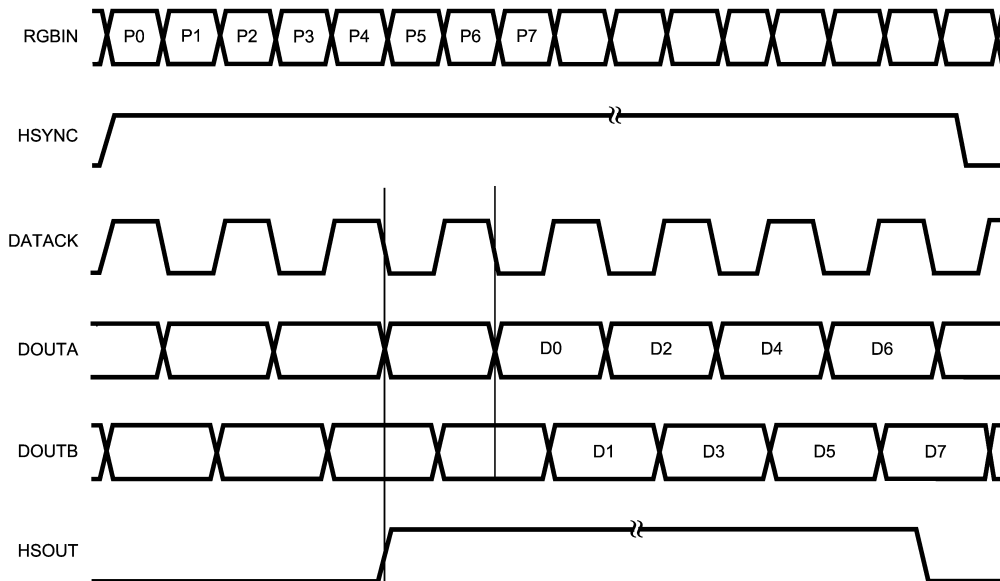 RGBIN P0 P1 P2 P3 P4 P5 P6 P7
HSYNC
DATACK
DOUTA D0 D2 D4 D6
DOUTB D1 D3 D5 D7
HSOUT